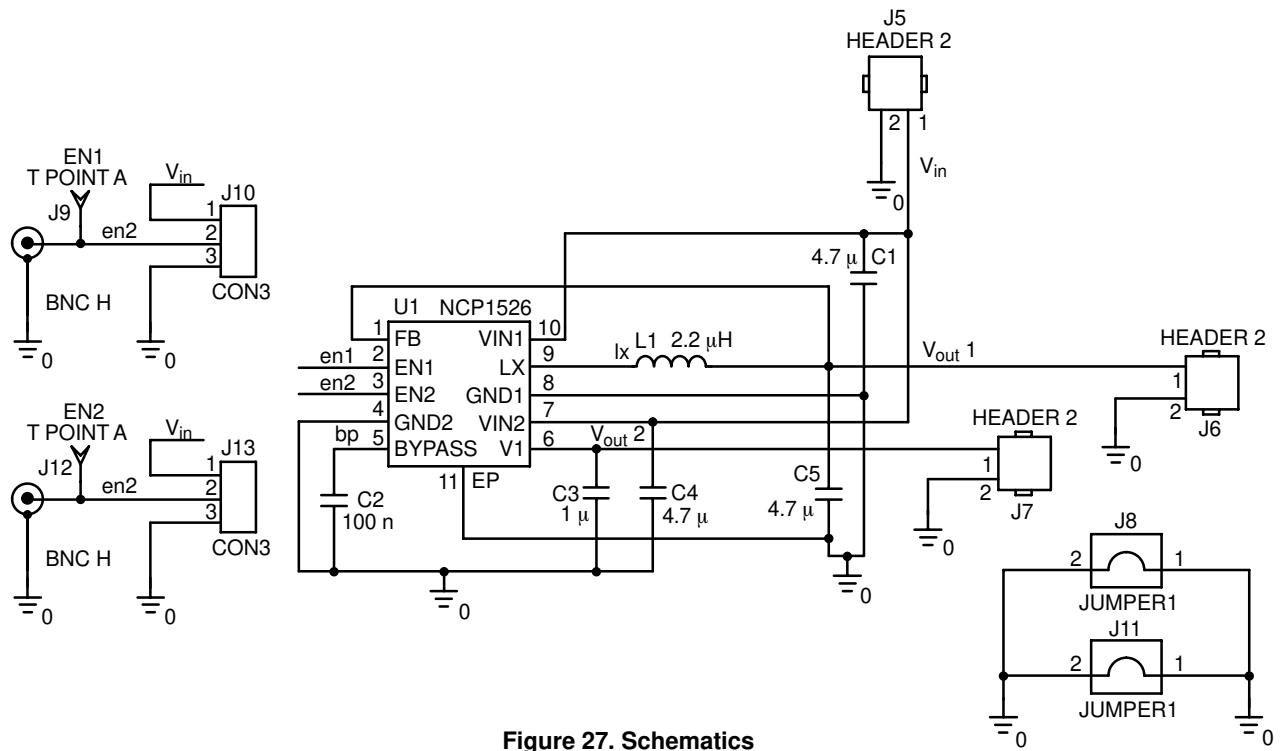 J5
HEADER 2
2 1
V_in
0
EN1
T POINT A
J9
en2
BNC H
0
V_in
J10
1
2
3
CON3
0
EN2
T POINT A
J12
en2
BNC H
0
V_in
J13
1
2
3
CON3
0
U1 NCP1526
1 FB
en1 2 EN1
en2 3 EN2
4 GND2
bp 5 BYPASS
11 EP
VIN1 10
LX 9
GND1 8
VIN2 7
V1 6
lx L1 2.2 μH
4.7 μ C1
V_out 1
V_out 2
C2
100 n
C3
1 μ
C4
4.7 μ
C5
4.7 μ
0
0
HEADER 2
1
2
J6
0
HEADER 2
1
2
J7
0
J8
2 1
JUMPER1
J11
2 1
JUMPER1
0
0
Figure 27. Schematics